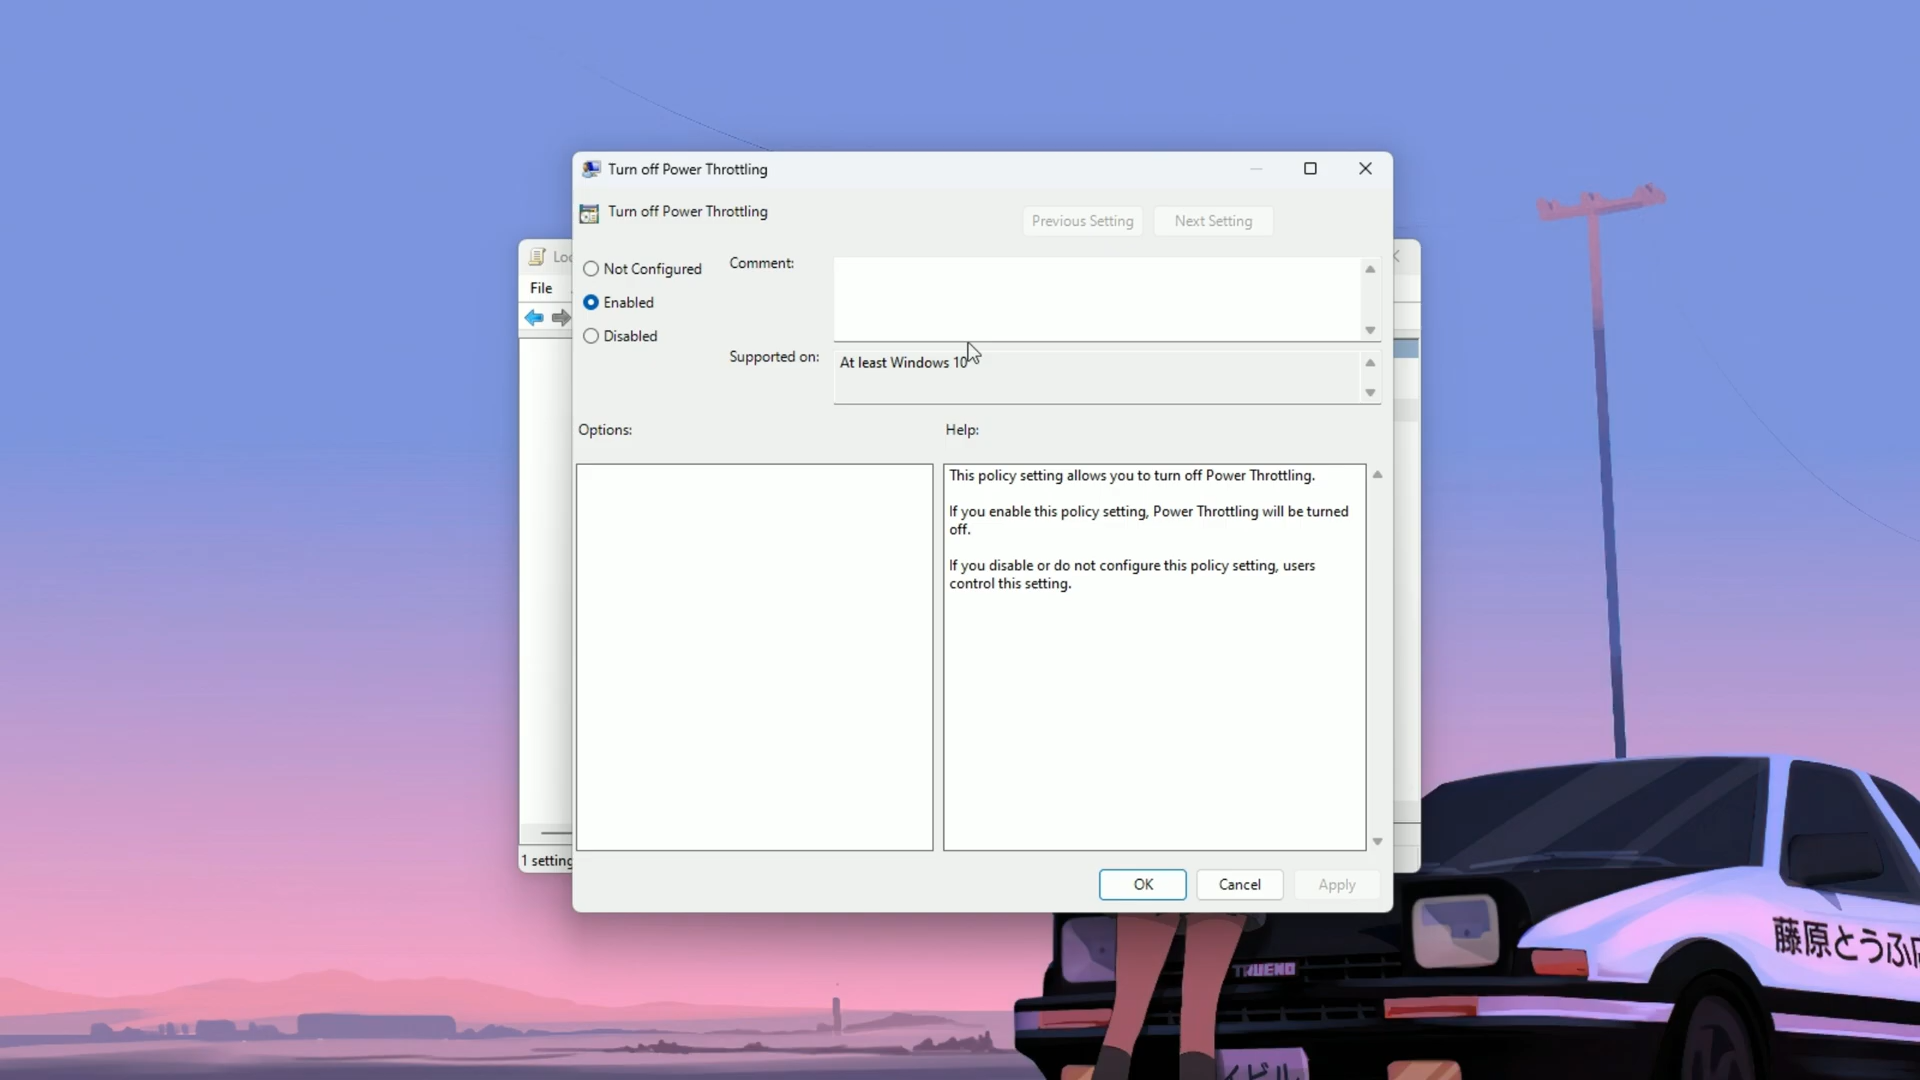 Turn off Power Throttling
Turn off Power Throttling
Previous Setting
Next Setting
Not Configured
Comment:
Enabled
Disabled
Supported on:
At least Windows 10
Options:
Help:
This policy setting allows you to turn off Power Throttling.
If you enable this policy setting, Power Throttling will be turned
off.
If you disable or do not configure this policy setting, users
control this setting.
OK
Cancel
Apply
File
1 setting
TRUENO
藤原とうふ